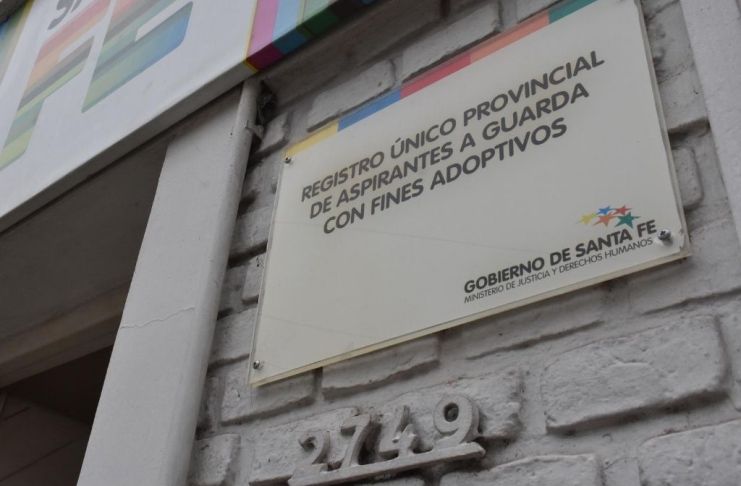 FE
REGISTRO ÚNICO PROVINCIAL
DE ASPIRANTES A GUARDA
CON FINES ADOPTIVOS
GOBIERNO DE SANTA FE
MINISTERIO DE JUSTICIA Y DERECHOS HUMANOS
2749